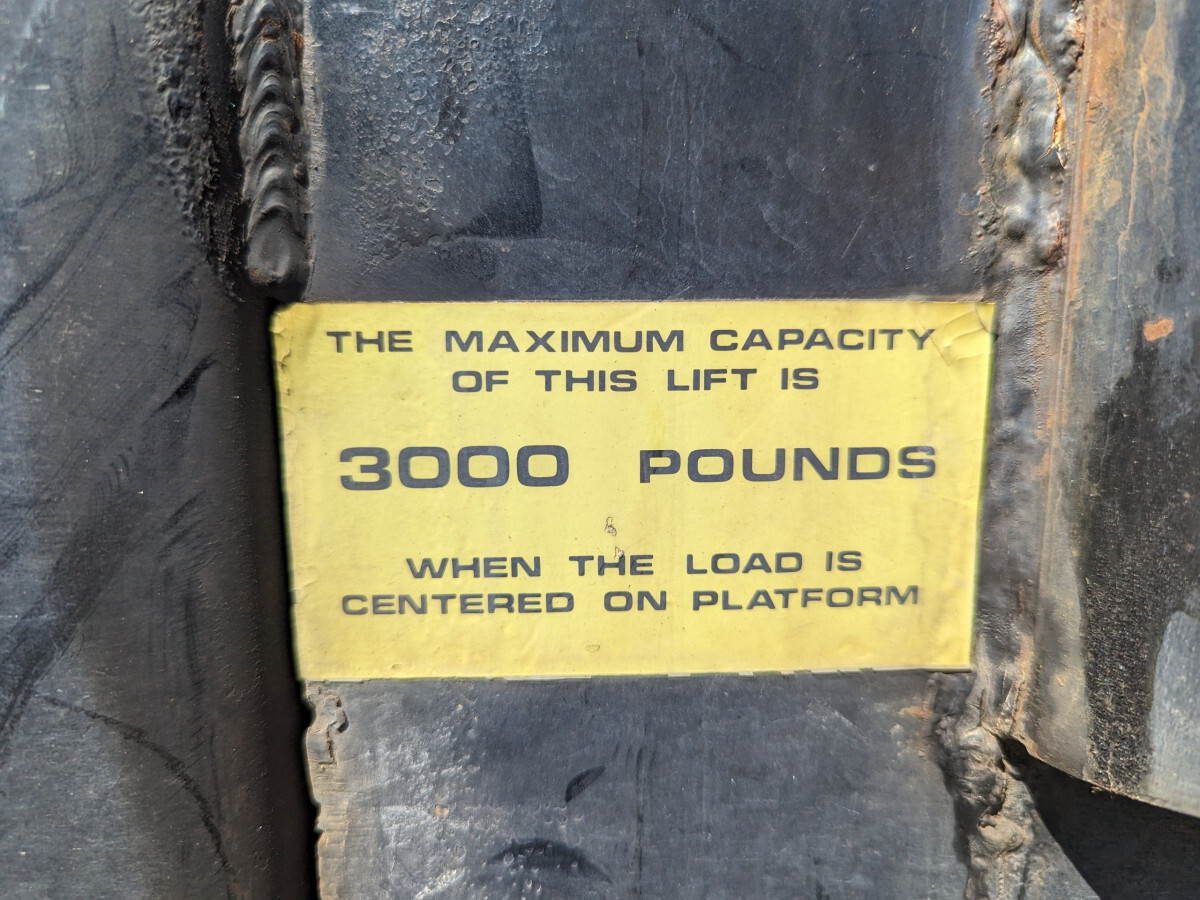 THE MAXIMUM CAPACITY
OF THIS LIFT IS
3000 POUNDS
WHEN THE LOAD IS
CENTERED ON PLATFORM